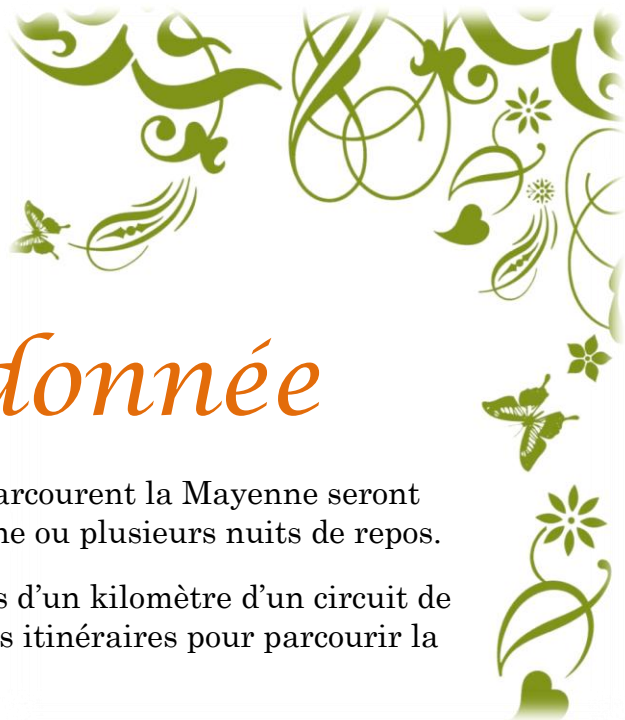 donnée
arcourent la Mayenne seront
ne ou plusieurs nuits de repos.
s d’un kilomètre d’un circuit de
s itinéraires pour parcourir la